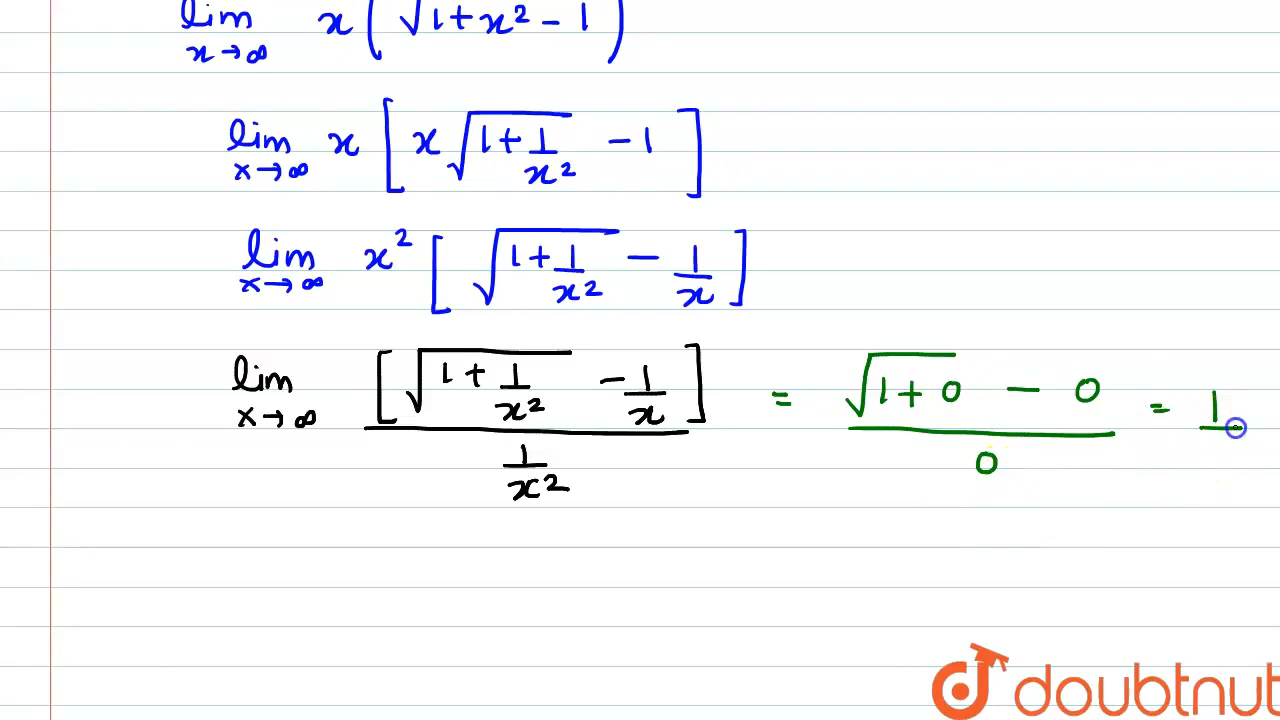 lim x→∞ x ( √1+x² - 1 )
lim x→∞ x [ x √1+1/x² - 1 ]
lim x→∞ x² [ √1+1/x² - 1/x ]
lim x→∞ [ √1+1/x² - 1/x ] / 1/x² = √1+0 - 0 / 0 = 1
doubtnut